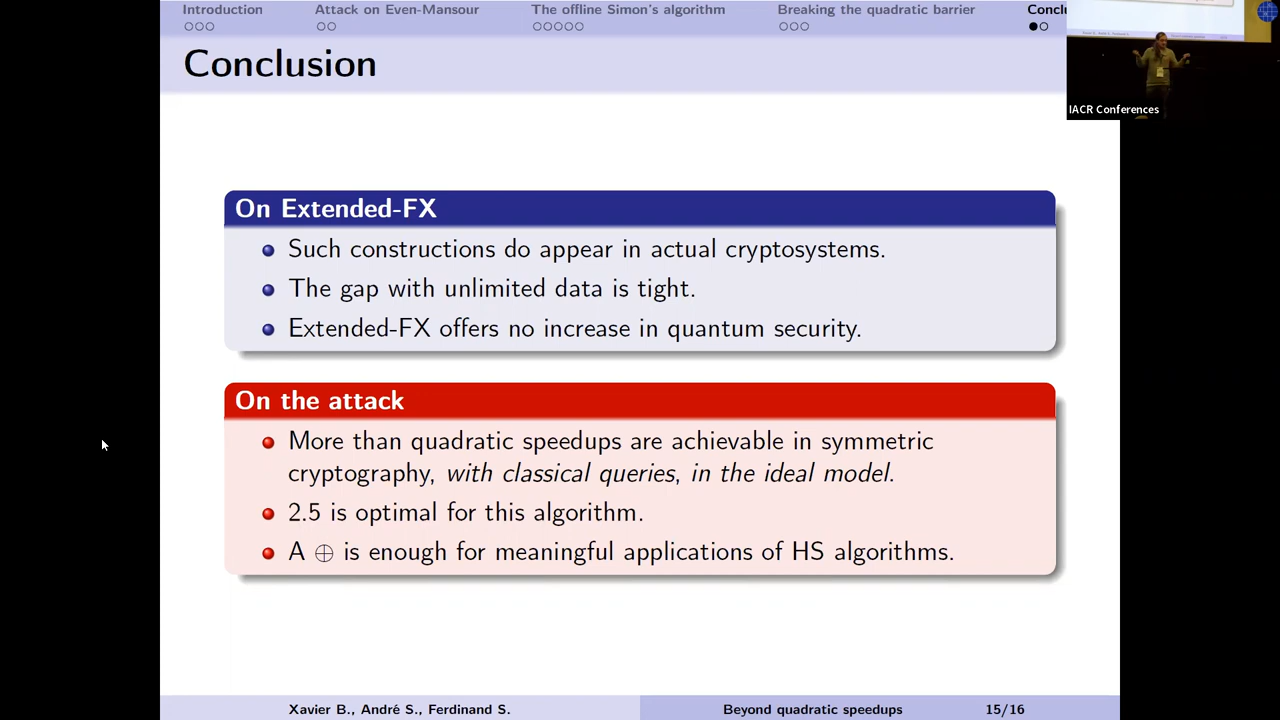 Introduction Attack on Even-Mansour The offline Simon's algorithm Breaking the quadratic barrier Conclu
Conclusion
IACR Conferences
On Extended-FX
Such constructions do appear in actual cryptosystems.
The gap with unlimited data is tight.
Extended-FX offers no increase in quantum security.
On the attack
More than quadratic speedups are achievable in symmetric
cryptography, with classical queries, in the ideal model.
2.5 is optimal for this algorithm.
A ⊕ is enough for meaningful applications of HS algorithms.
Xavier B., André S., Ferdinand S. Beyond quadratic speedups 15/16